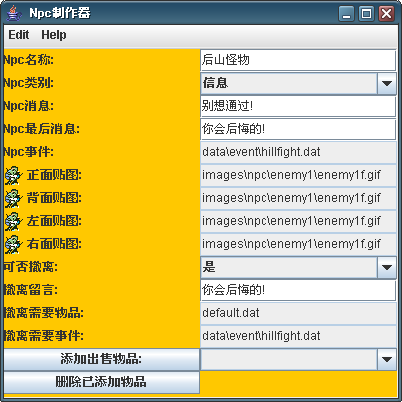 Npc制作器
Edit Help
Npc名称: 后山怪物
Npc类别: 信息
Npc消息: 别想通过!
Npc最后消息: 你会后悔的!
Npc事件: data\event\hillfight.dat
正面贴图: images\npc\enemy1\enemy1f.gif
背面贴图: images\npc\enemy1\enemy1f.gif
左面贴图: images\npc\enemy1\enemy1f.gif
右面贴图: images\npc\enemy1\enemy1f.gif
可否撤离: 是
撤离留言: 你会后悔的!
撤离需要物品: default.dat
撤离需要事件: data\event\hillfight.dat
添加出售物品:
删除已添加物品